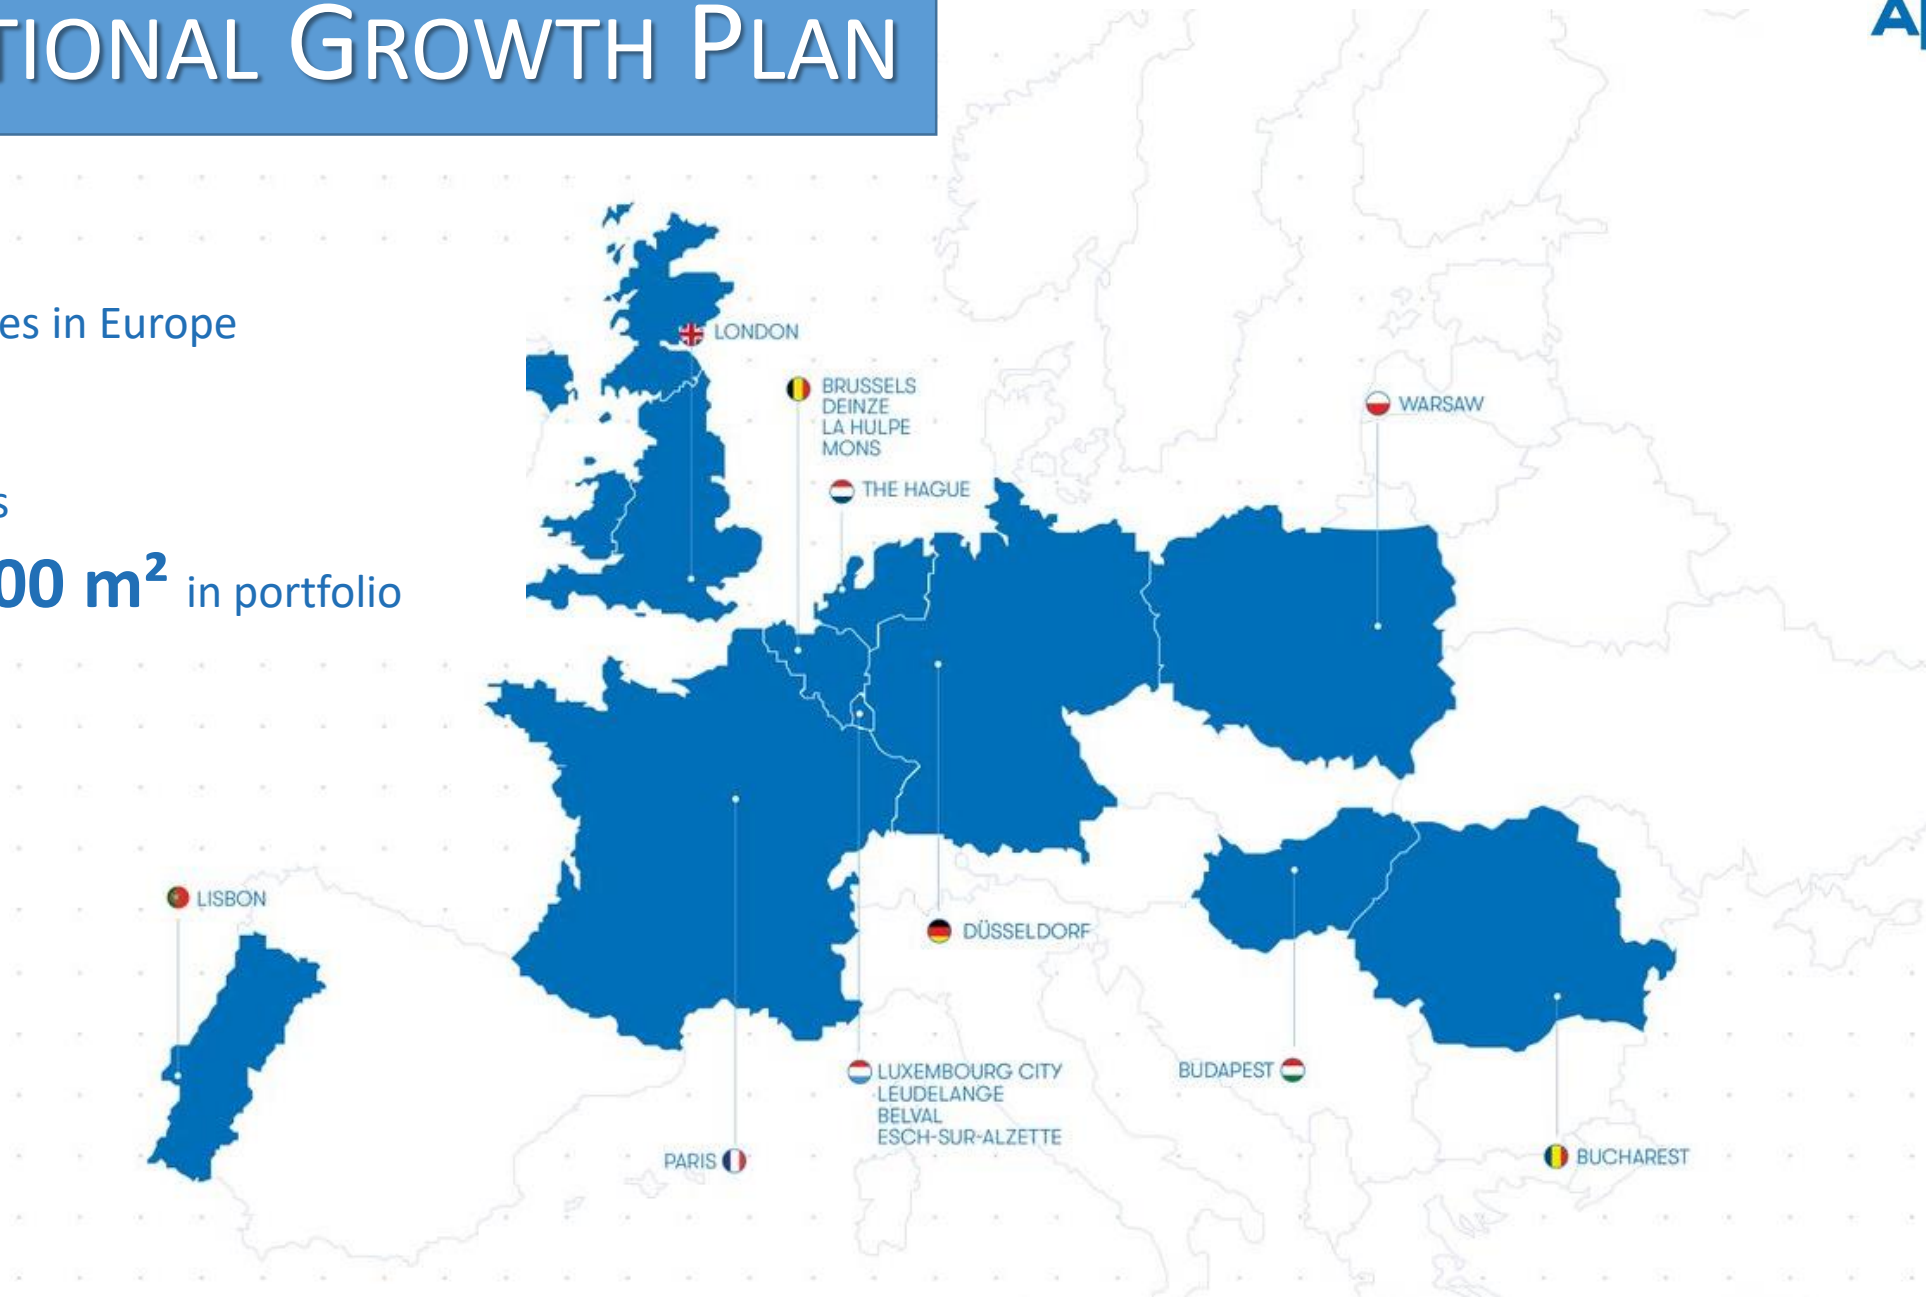 TIONAL GROWTH PLAN
es in Europe
s
00 m² in portfolio
LONDON
BRUSSELS
DEINZE
LA HULPE
MONS
THE HAGUE
WARSAW
LISBON
DÜSSELDORF
LUXEMBOURG CITY
LEUDELANGE
BELVAL
ESCH-SUR-ALZETTE
BUDAPEST
PARIS
BUCHAREST